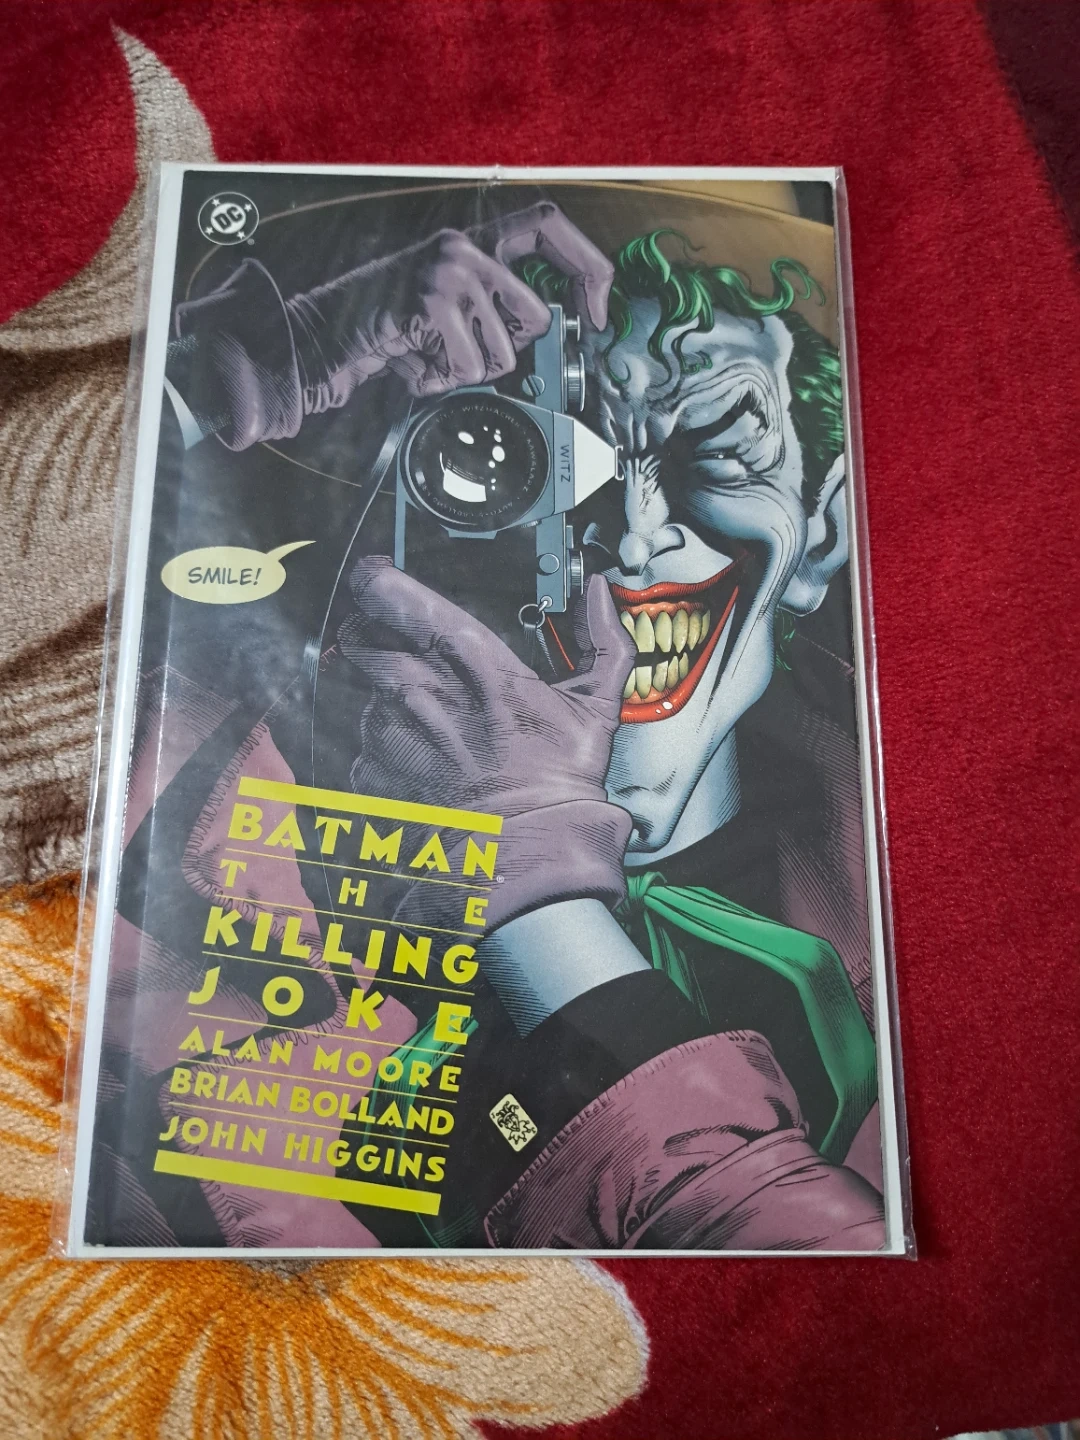 DC
WITZ
SMILE!
BATMAN®
THE
KILLING
JOKE
ALAN MOORE
BRIAN BOLLAND
JOHN HIGGINS